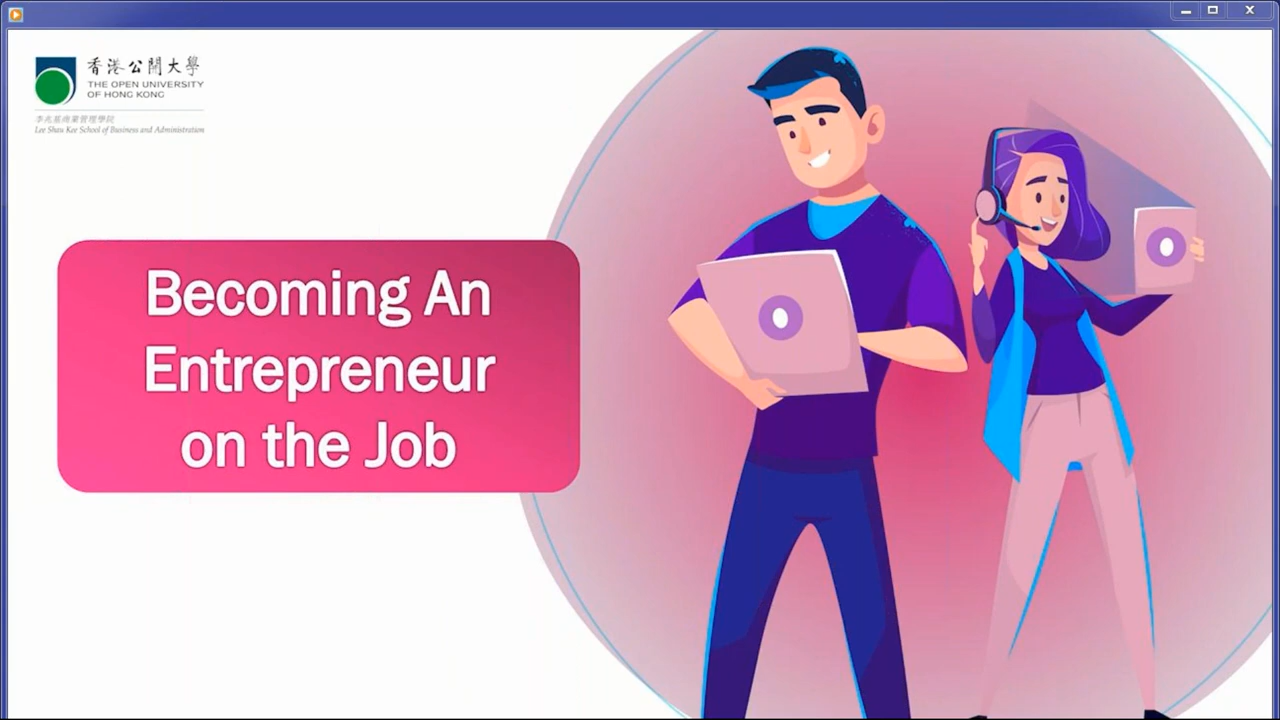 香港公開大學
THE OPEN UNIVERSITY
OF HONG KONG
李兆基商業管理學院
Lee Shau Kee School of Business and Administration
Becoming An
Entrepreneur
on the Job